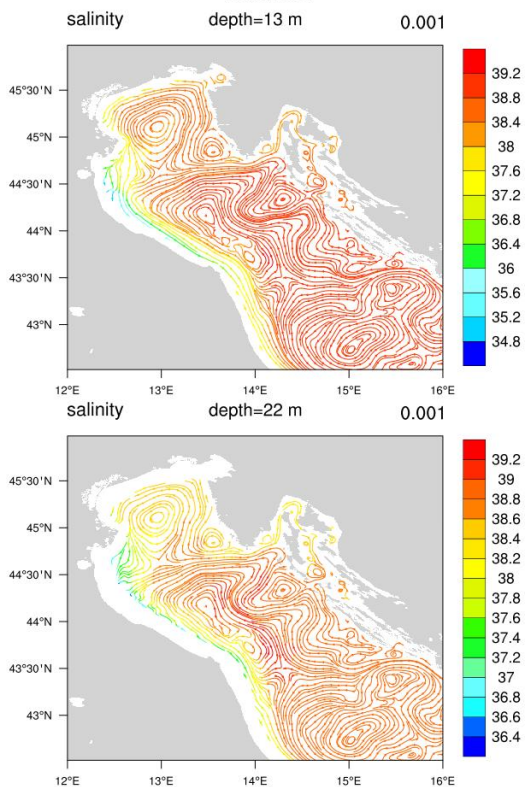 salinity depth=13 m 0.001
45°30'N
45°N
44°30'N
44°N
43°30'N
43°N
12°E 13°E 14°E 15°E 16°E
39.2
38.8
38.4
38
37.6
37.2
36.8
36.4
36
35.6
35.2
34.8
salinity depth=22 m 0.001
45°30'N
45°N
44°30'N
44°N
43°30'N
43°N
12°E 13°E 14°E 15°E 16°E
39.2
39
38.8
38.6
38.4
38.2
38
37.8
37.6
37.4
37.2
37
36.8
36.6
36.4